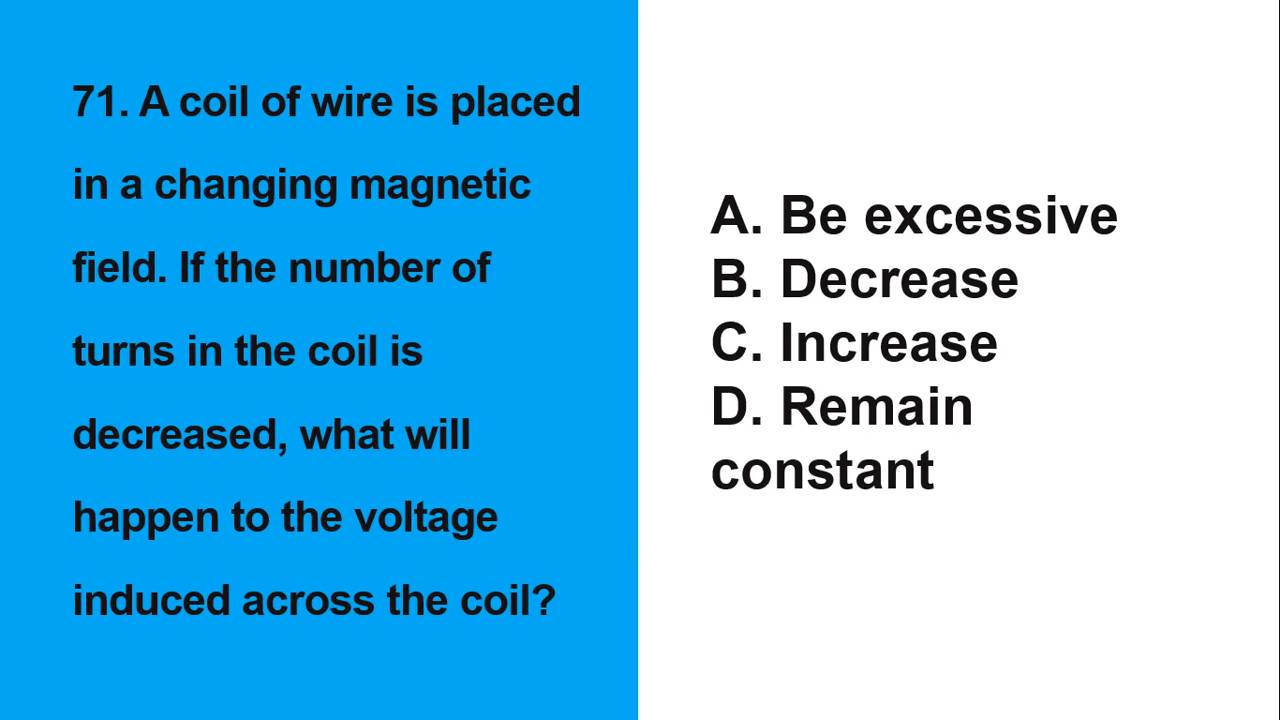 71. A coil of wire is placed
in a changing magnetic
field. If the number of
turns in the coil is
decreased, what will
happen to the voltage
induced across the coil?
A. Be excessive
B. Decrease
C. Increase
D. Remain
constant